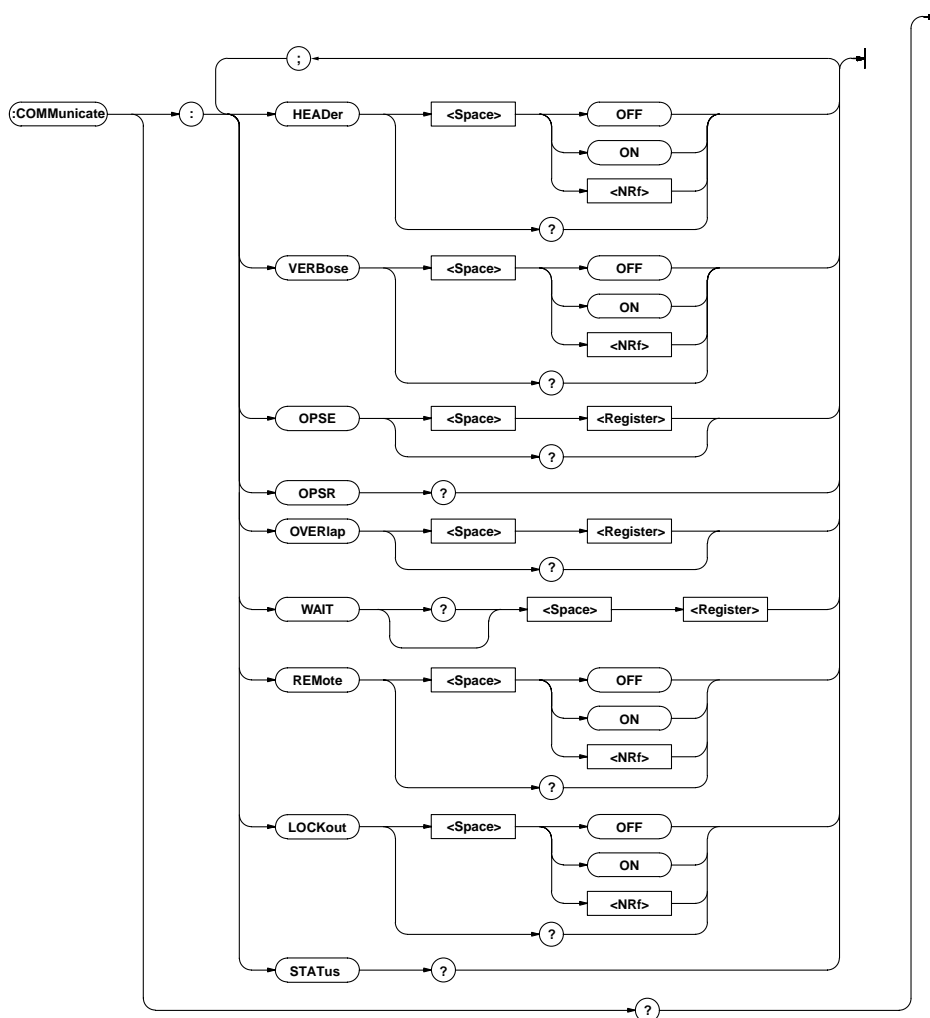 ;
:COMMunicate : HEADer <Space> OFF
ON
<NRf>
?
VERBose <Space> OFF
ON
<NRf>
?
OPSE <Space> <Register>
?
OPSR ?
OVERlap <Space> <Register>
?
WAIT ? <Space> <Register>
REMote <Space> OFF
ON
<NRf>
?
LOCKout <Space> OFF
ON
<NRf>
?
STATus ?
?